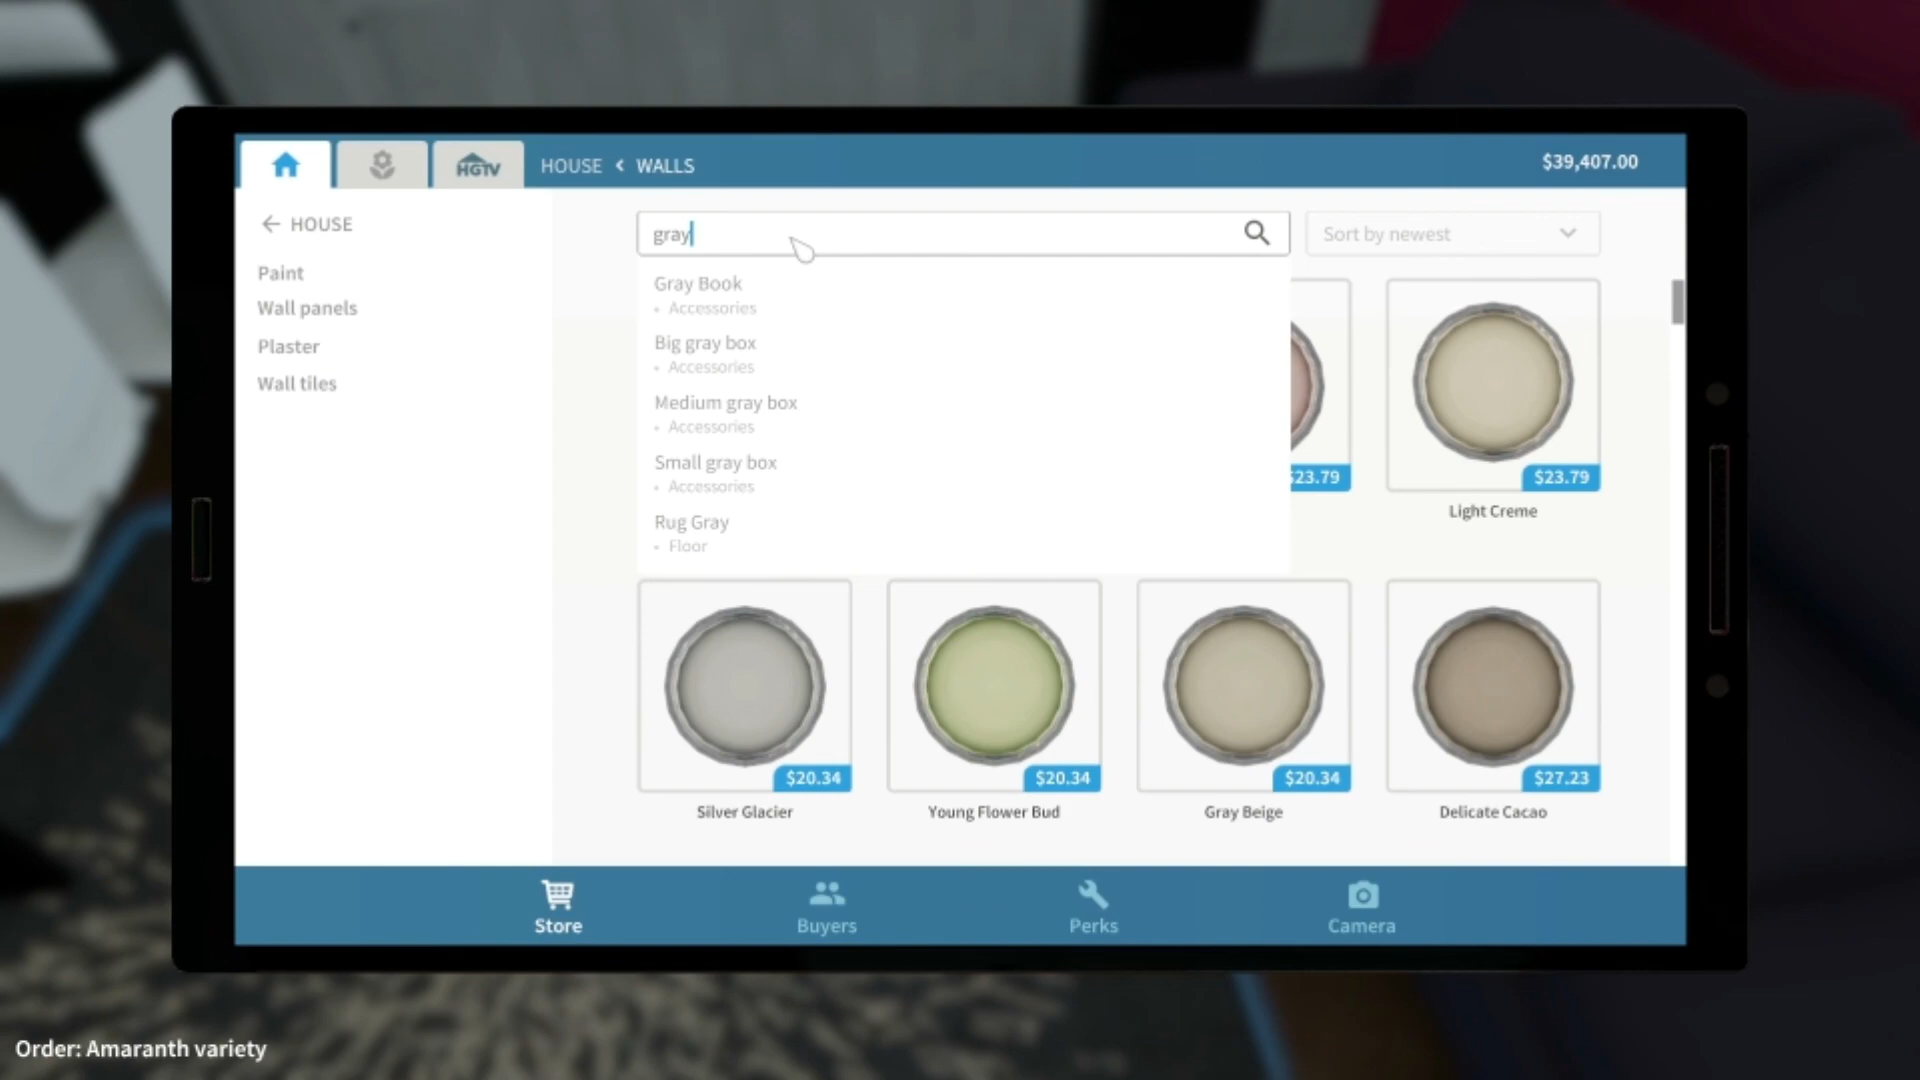 HGTV
HOUSE < WALLS
$39,407.00
← HOUSE
Paint
Wall panels
Plaster
Wall tiles
gray
Sort by newest
Gray Book
• Accessories
Big gray box
• Accessories
Medium gray box
• Accessories
Small gray box
• Accessories
Rug Gray
• Floor
$23.79
$23.79
Light Creme
$20.34
$20.34
$20.34
$27.23
Silver Glacier
Young Flower Bud
Gray Beige
Delicate Cacao
Store
Buyers
Perks
Camera
Order: Amaranth variety